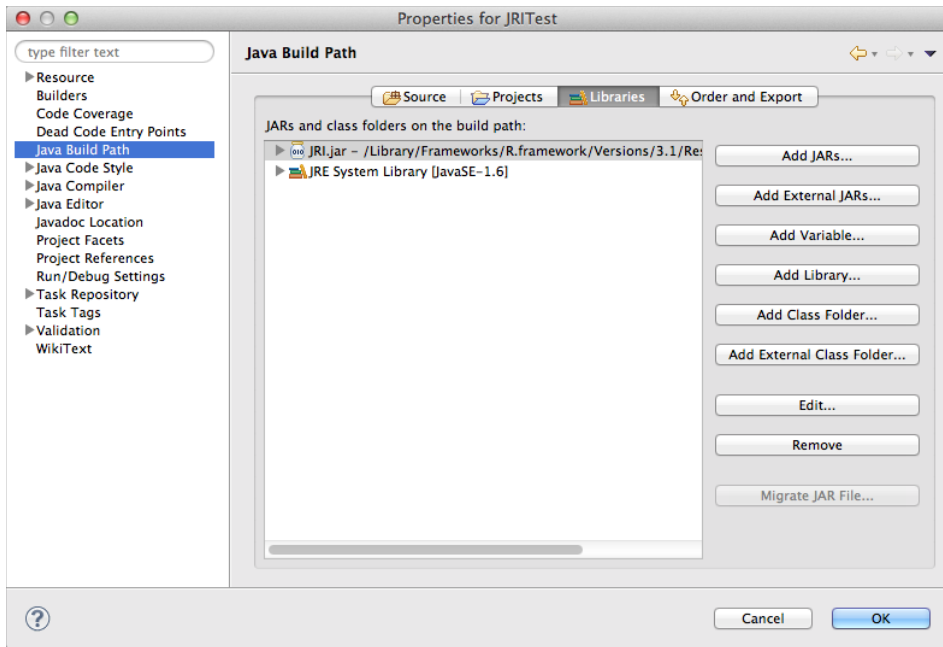 Properties for JRITest
type filter text
Resource
Builders
Code Coverage
Dead Code Entry Points
Java Build Path
Java Code Style
Java Compiler
Java Editor
Javadoc Location
Project Facets
Project References
Run/Debug Settings
Task Repository
Task Tags
Validation
WikiText
Java Build Path
Source Projects Libraries Order and Export
JARs and class folders on the build path:
JRI.jar – /Library/Frameworks/R.framework/Versions/3.1/Res
JRE System Library [JavaSE-1.6]
Add JARs...
Add External JARs...
Add Variable...
Add Library...
Add Class Folder...
Add External Class Folder...
Edit...
Remove
Migrate JAR File...
?
Cancel OK